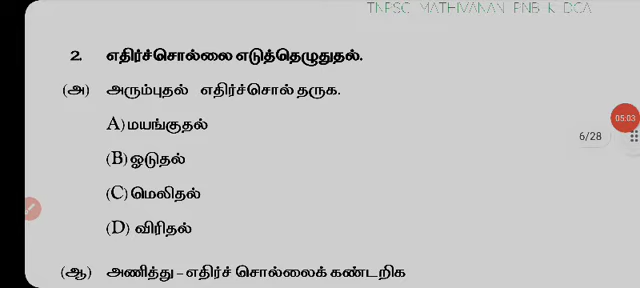 TNPSC MATHIVANAN PNB K DCA
2. எதிர்ச்சொல்லை எடுத்தெழுதுதல்.
(அ) அரும்புதல் எதிர்ச்சொல் தருக.
A) மயங்குதல்
(B) ஓடுதல்
(C) மெலிதல்
(D) விரிதல்
(ஆ) அணித்து – எதிர்ச் சொல்லைக் கண்டறிக
05:03
6/28